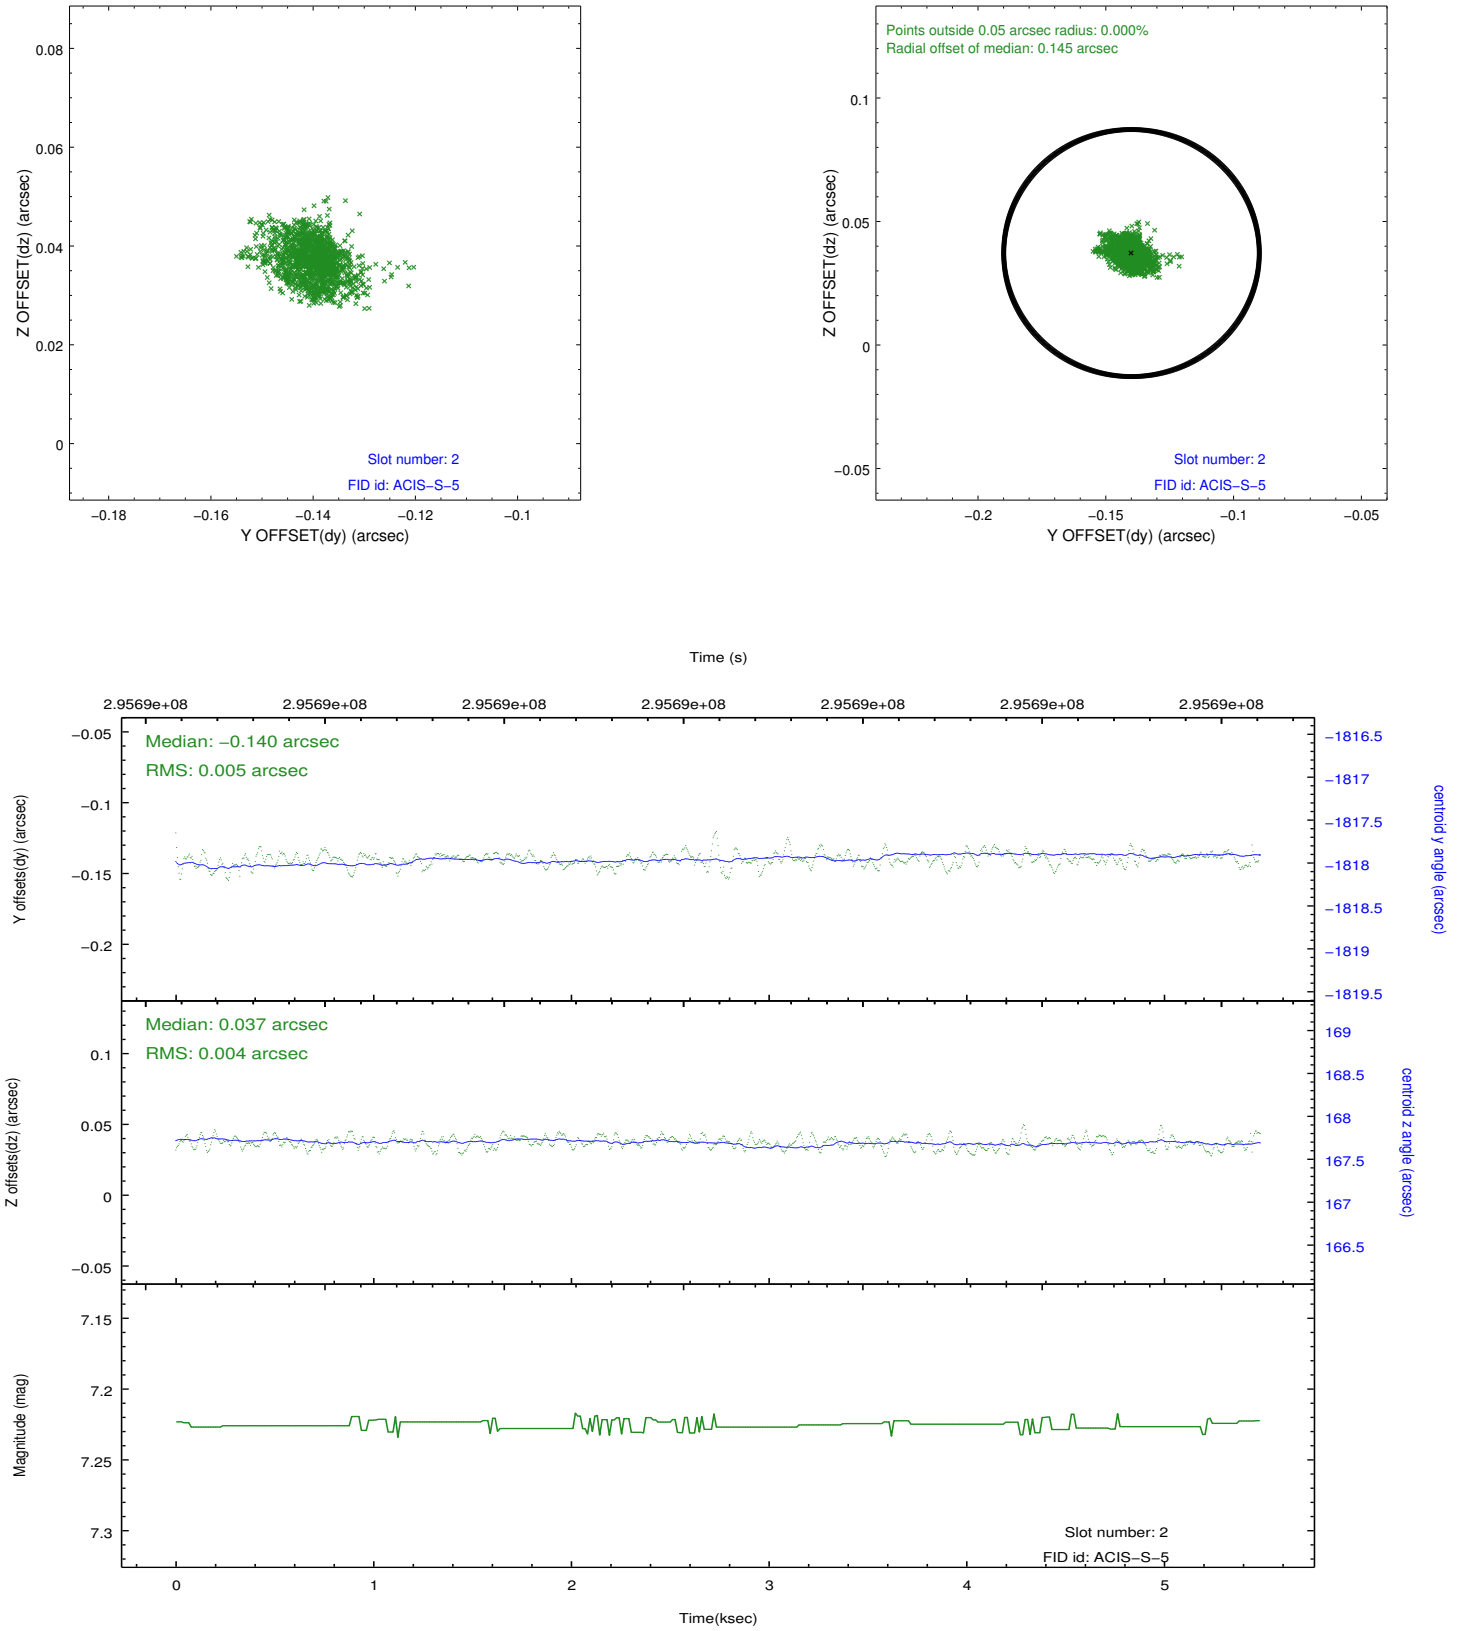 0.08
0.06
0.04
0.02
0
Z OFFSET(dz) (arcsec)
Slot number: 2
FID id: ACIS−S−5
−0.18 −0.16 −0.14 −0.12 −0.1
Y OFFSET(dy) (arcsec)
Points outside 0.05 arcsec radius: 0.000%
Radial offset of median: 0.145 arcsec
0.1
0.05
0
−0.05
Z OFFSET(dz) (arcsec)
Slot number: 2
FID id: ACIS−S−5
−0.2 −0.15 −0.1 −0.05
Y OFFSET(dy) (arcsec)
Time (s)
2.9569e+08 2.9569e+08 2.9569e+08 2.9569e+08 2.9569e+08 2.9569e+08 2.9569e+08
Median: −0.140 arcsec
RMS: 0.005 arcsec
−0.05
−0.1
−0.15
−0.2
Y offsets(dy) (arcsec)
−1816.5
−1817
−1817.5
−1818
−1818.5
−1819
−1819.5
centroid y angle (arcsec)
Median: 0.037 arcsec
RMS: 0.004 arcsec
0.1
0.05
0
−0.05
Z offsets(dz) (arcsec)
169
168.5
168
167.5
167
166.5
centroid z angle (arcsec)
7.15
7.2
7.25
7.3
Magnitude (mag)
Slot number: 2
FID id: ACIS−S−5
0 1 2 3 4 5
Time(ksec)